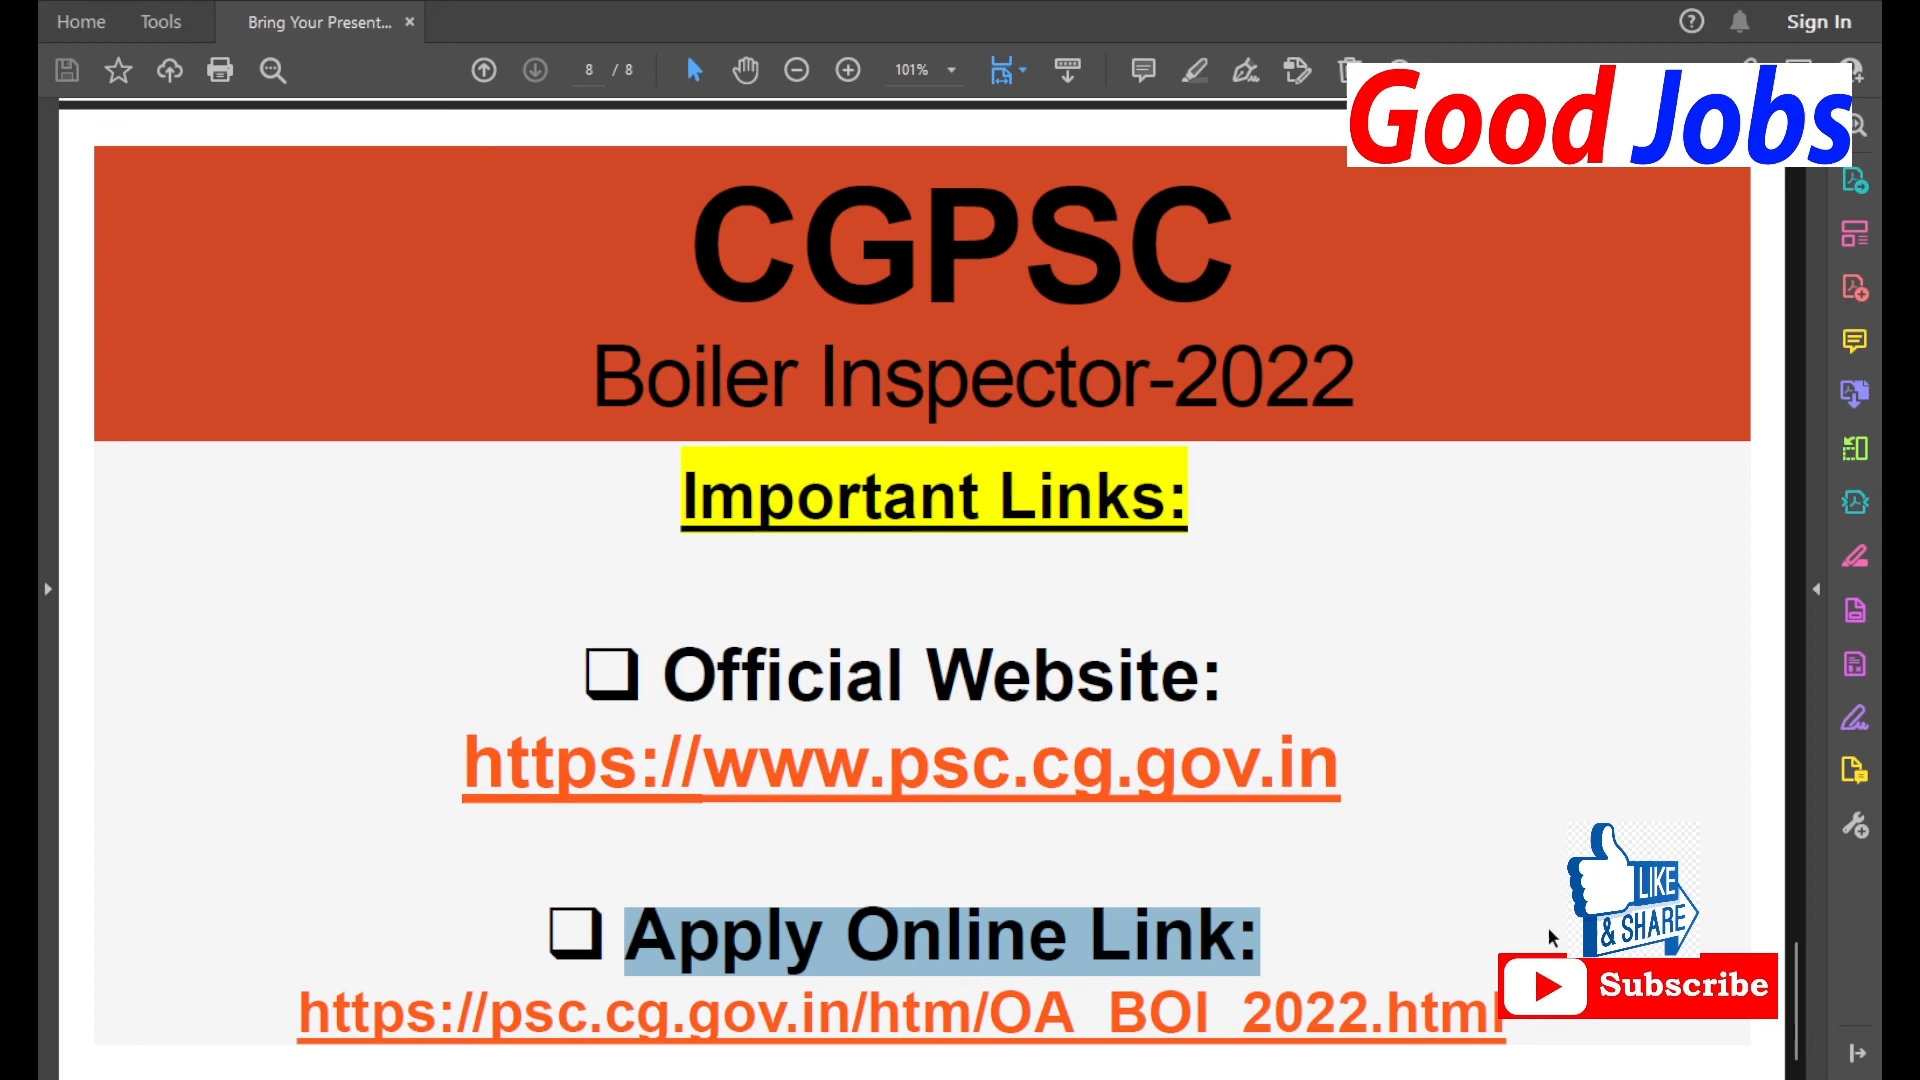 Home Tools Bring Your Present... × Sign In
8 / 8 101%
Good Jobs
CGPSC
Boiler Inspector-2022
Important Links:
❑ Official Website:
https://www.psc.cg.gov.in
❑ Apply Online Link:
https://psc.cg.gov.in/htm/OA_BOI_2022.html
LIKE
& SHARE
Subscribe